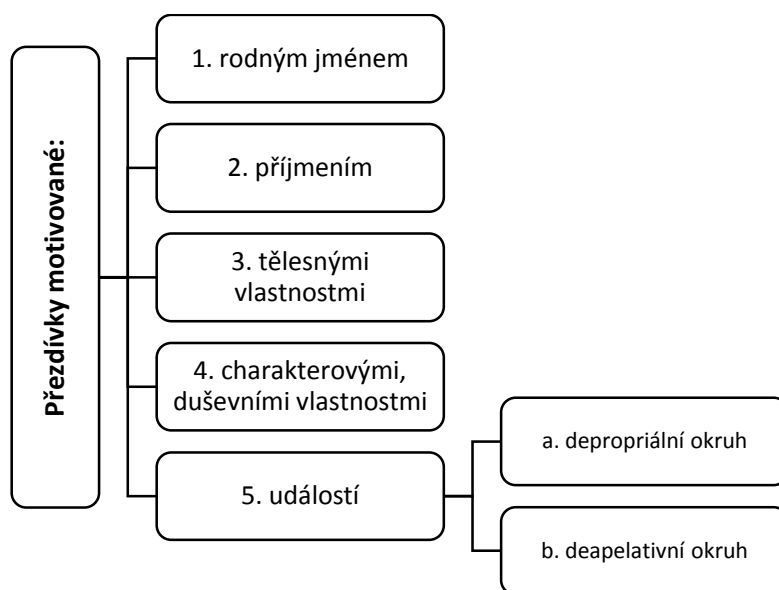 Přezdívky motivované:
1. rodným jménem
2. příjmením
3. tělesnými
vlastnostmi
4. charakterovými,
duševními vlastnostmi
5. událostí
a. depropriální okruh
b. deapelativní okruh